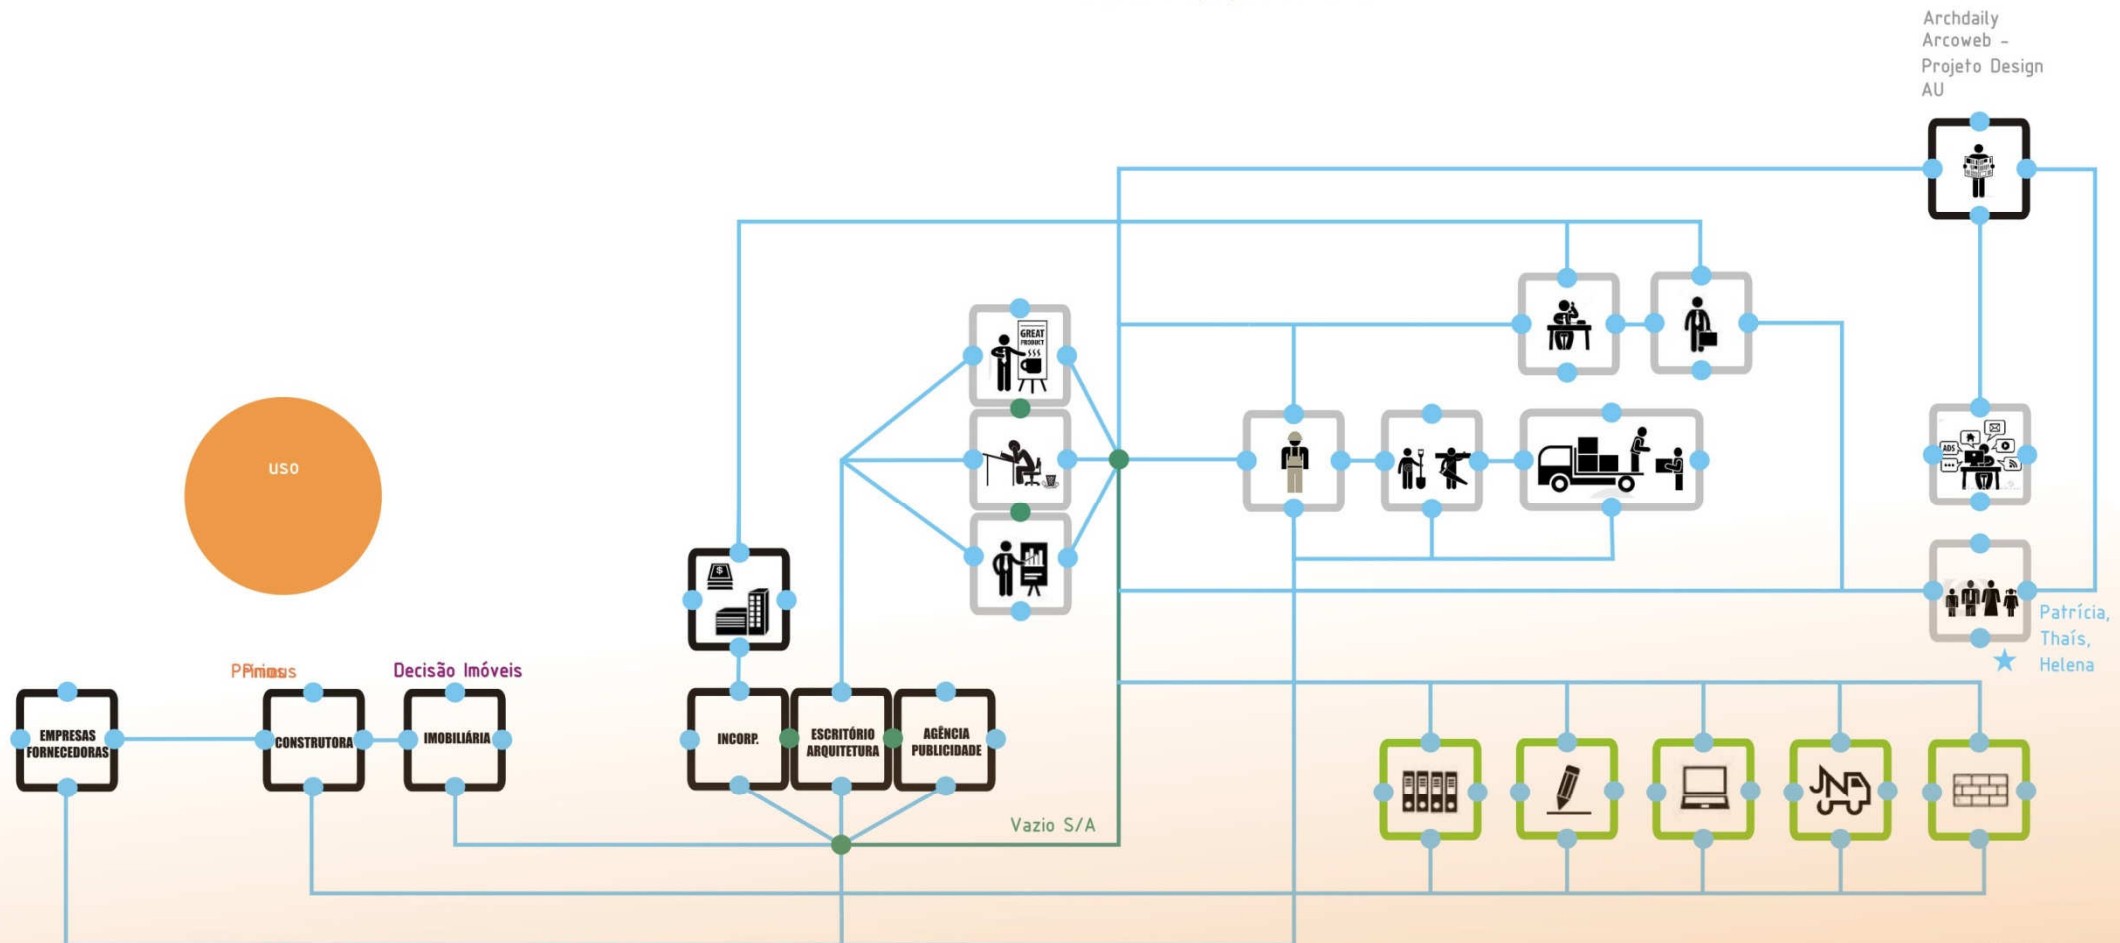 Archdaily
Arcoweb -
Projeto Design
AU
GREAT
PRODUCT
ADS
uso
Patrícia,
Thaís,
Helena
Decisão Imóveis
EMPRESAS
FORNECEDORAS
CONSTRUTORA
IMOBILIÁRIA
INCORP.
ESCRITÓRIO
ARQUITETURA
AGÊNCIA
PUBLICIDADE
Vazio S/A